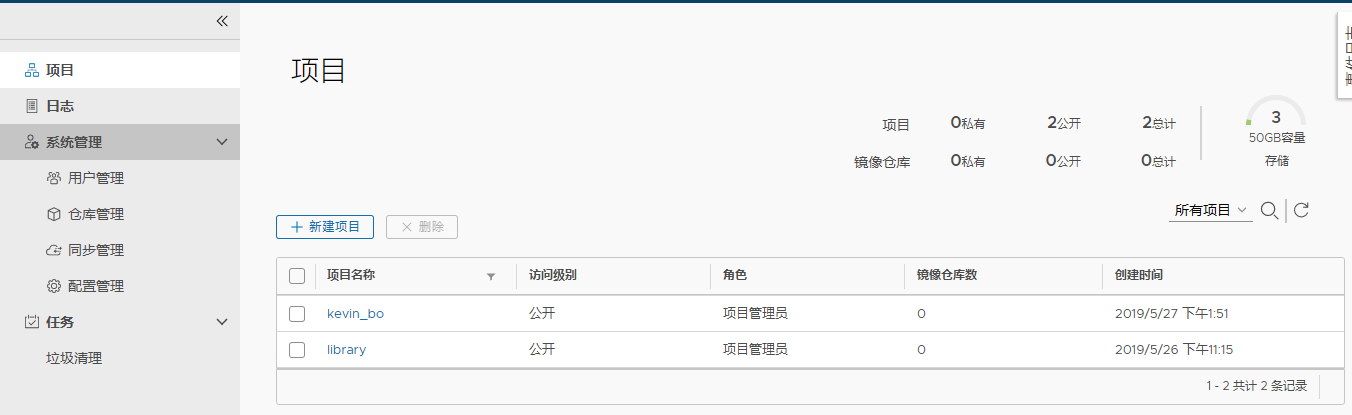 项目
日志
系统管理
用户管理
仓库管理
同步管理
配置管理
任务
垃圾清理
项目
项目 0私有 2公开 2总计
镜像仓库 0私有 0公开 0总计
3
50GB容量
存储
所有项目
新建项目 删除
项目名称 访问级别 角色 镜像仓库数 创建时间
kevin_bo 公开 项目管理员 0 2019/5/27 下午1:51
library 公开 项目管理员 0 2019/5/26 下午11:15
1 - 2 共计 2 条记录